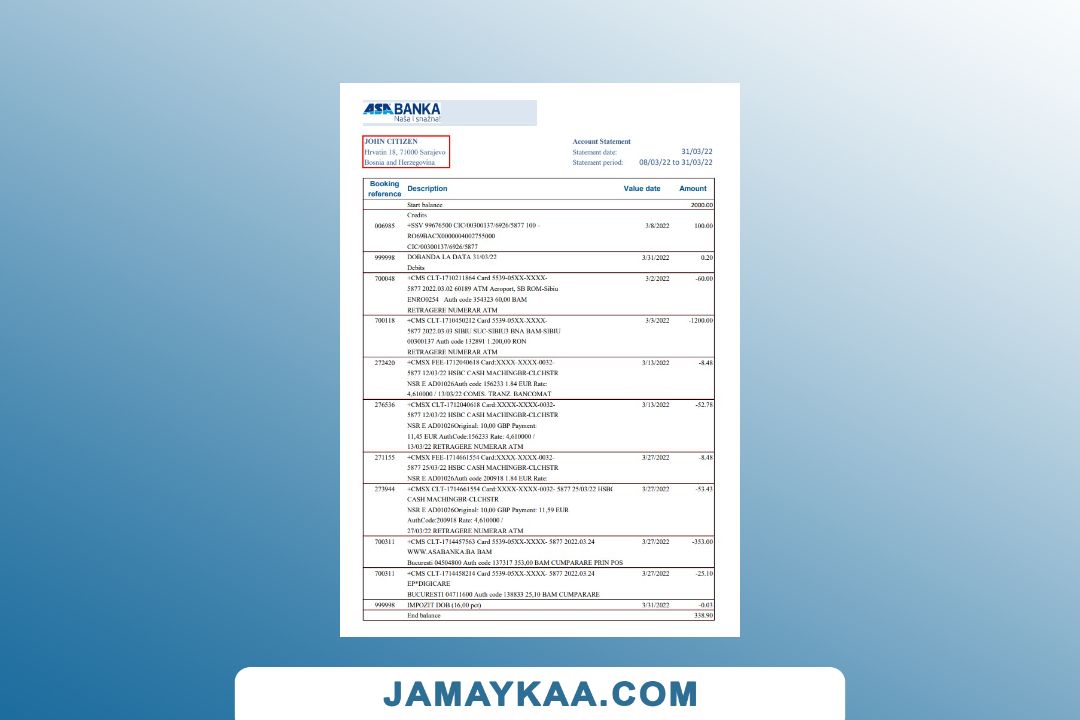 ASA BANKA
Naša i snažna!
JOHN CITIZEN
Hrvatin 18, 71000 Sarajevo
Bosnia and Herzegovina
Account Statement
Statement date: 31/03/22
Statement period: 08/03/22 to 31/03/22
Booking reference Description Value date Amount
Start balance 2000.00
Credits
006985 +SSV 99676500 CIC/00300137/6926/5877 100 – 3/8/2022 100.00
RO69BACX0000004002755000
CIC/00300137/6926/5877
999998 DOBANDA LA DATA 31/03/22 3/31/2022 0.20
Debits
700048 +CMS CLT-1710211864 Card 5539-05XX-XXXX- 3/2/2022 -60.00
5877 2022.03.02 60189 ATM Aeroport, SB ROM-Sibiu
ENRO0254 Auth code 354323 60,00 BAM
RETRAGERE NUMERAR ATM
700118 +CMS CLT-1710450212 Card 5539-05XX-XXXX- 3/3/2022 -1200.00
5877 2022.03.03 SIBIU SUC-SIBIU3 BNA BAM-SIBIU
00300137 Auth code 132891 1.200,00 RON
RETRAGERE NUMERAR ATM
272420 +CMSX FEE-1712040618 Card:XXXX-XXXX-0032- 3/13/2022 -8.48
5877 12/03/22 HSBC CASH MACHINGBR-CLCHSTR
NSR E AD01026Auth code 156233 1.84 EUR Rate:
4,610000 / 13/03/22 COMIS. TRANZ. BANCOMAT
276536 +CMSX CLT-1712040618 Card:XXXX-XXXX-0032- 3/13/2022 -52.78
5877 12/03/22 HSBC CASH MACHINGBR-CLCHSTR
NSR E AD01026Original: 10,00 GBP Payment:
11,45 EUR AuthCode:156233 Rate: 4,610000 /
13/03/22 RETRAGERE NUMERAR ATM
271155 +CMSX FEE-1714661554 Card:XXXX-XXXX-0032- 3/27/2022 -8.48
5877 25/03/22 HSBC CASH MACHINGBR-CLCHSTR
NSR E AD01026Auth code 200918 1.84 EUR Rate:
273944 +CMSX CLT-1714661554 Card:XXXX-XXXX-0032- 5877 25/03/22 HSBC 3/27/2022 -53.43
CASH MACHINGBR-CLCHSTR
NSR E AD01026Original: 10,00 GBP Payment: 11,59 EUR
AuthCode:200918 Rate: 4,610000 /
27/03/22 RETRAGERE NUMERAR ATM
700311 +CMS CLT-1714457563 Card 5539-05XX-XXXX- 5877 2022.03.24 3/27/2022 -353.00
WWW.ASABANKA.BA BAM
Bucuresti 04504800 Auth code 137317 353,00 BAM CUMPARARE PRIN POS
700311 +CMS CLT-1714458214 Card 5539-05XX-XXXX- 5877 2022.03.24 3/27/2022 -25.10
EP*DIGICARE
BUCURESTI 04711600 Auth code 138833 25,10 BAM CUMPARARE
999998 IMPOZIT DOB (16,00 pct) 3/31/2022 -0.03
End balance 338.90
JAMAYKAA.COM